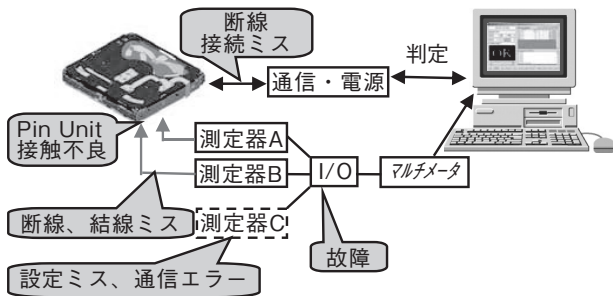 断線
接続ミス
判定
通信・電源
Pin Unit
接触不良
測定器A
測定器B
I/O
マルチメータ
断線、結線ミス
測定器C
故障
設定ミス、通信エラー
OK